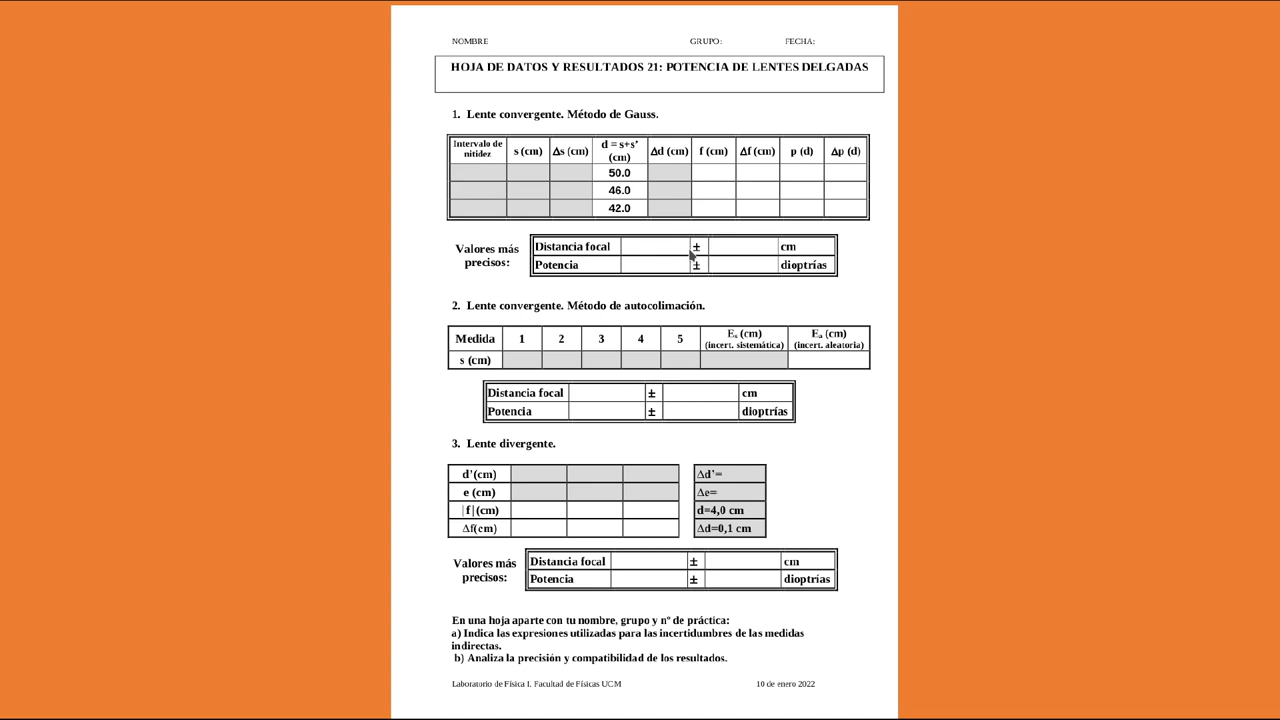 NOMBRE GRUPO: FECHA:
HOJA DE DATOS Y RESULTADOS 21: POTENCIA DE LENTES DELGADAS
1. Lente convergente. Método de Gauss.
Intervalo de nitidez s (cm) Δs (cm) d = s+s’ (cm) Δd (cm) f (cm) Δf (cm) p (d) Δp (d)
50.0
46.0
42.0
Valores más precisos:
Distancia focal ± cm
Potencia ± dioptrías
2. Lente convergente. Método de autocolimación.
Medida 1 2 3 4 5 Eₛ (cm) (incert. sistemática) Eₐ (cm) (incert. aleatoria)
s (cm)
Distancia focal ± cm
Potencia ± dioptrías
3. Lente divergente.
d’(cm) Δd’=
e (cm) Δe=
|f|(cm) d=4,0 cm
Δf(cm) Δd=0,1 cm
Valores más precisos:
Distancia focal ± cm
Potencia ± dioptrías
En una hoja aparte con tu nombre, grupo y nº de práctica:
a) Indica las expresiones utilizadas para las incertidumbres de las medidas
indirectas.
b) Analiza la precisión y compatibilidad de los resultados.
Laboratorio de Física I. Facultad de Físicas UCM 10 de enero 2022